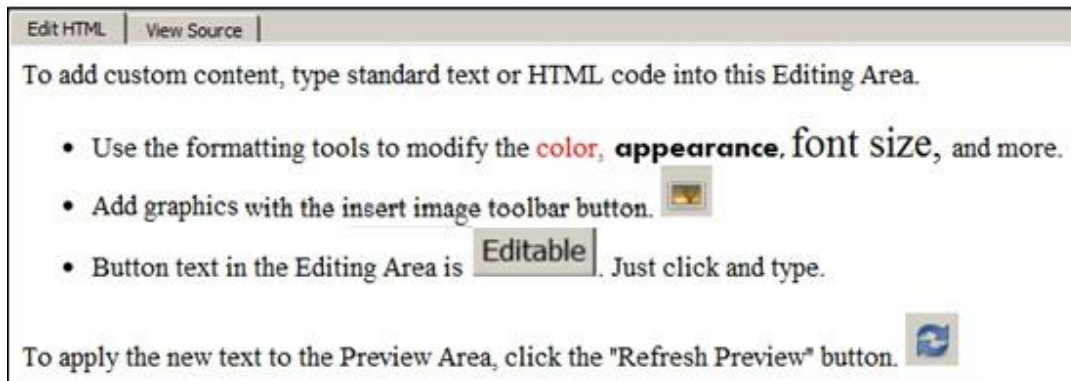 Edit HTML View Source
To add custom content, type standard text or HTML code into this Editing Area.
• Use the formatting tools to modify the color, appearance, font size, and more.
• Add graphics with the insert image toolbar button.
• Button text in the Editing Area is Editable. Just click and type.
To apply the new text to the Preview Area, click the "Refresh Preview" button.